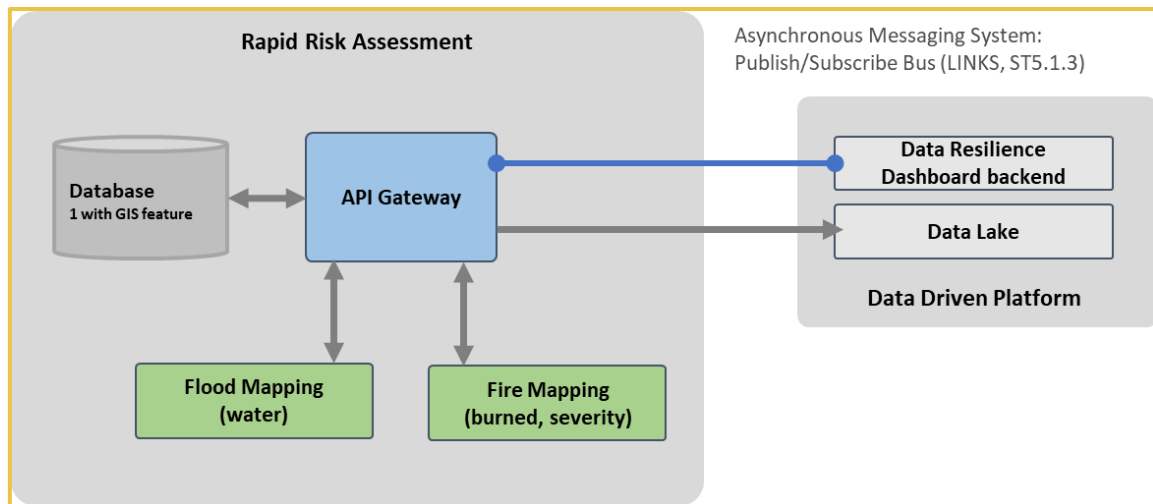 Rapid Risk Assessment
Asynchronous Messaging System:
Publish/Subscribe Bus (LINKS, ST5.1.3)
Database
1 with GIS feature
API Gateway
Data Resilience
Dashboard backend
Data Lake
Data Driven Platform
Flood Mapping
(water)
Fire Mapping
(burned, severity)